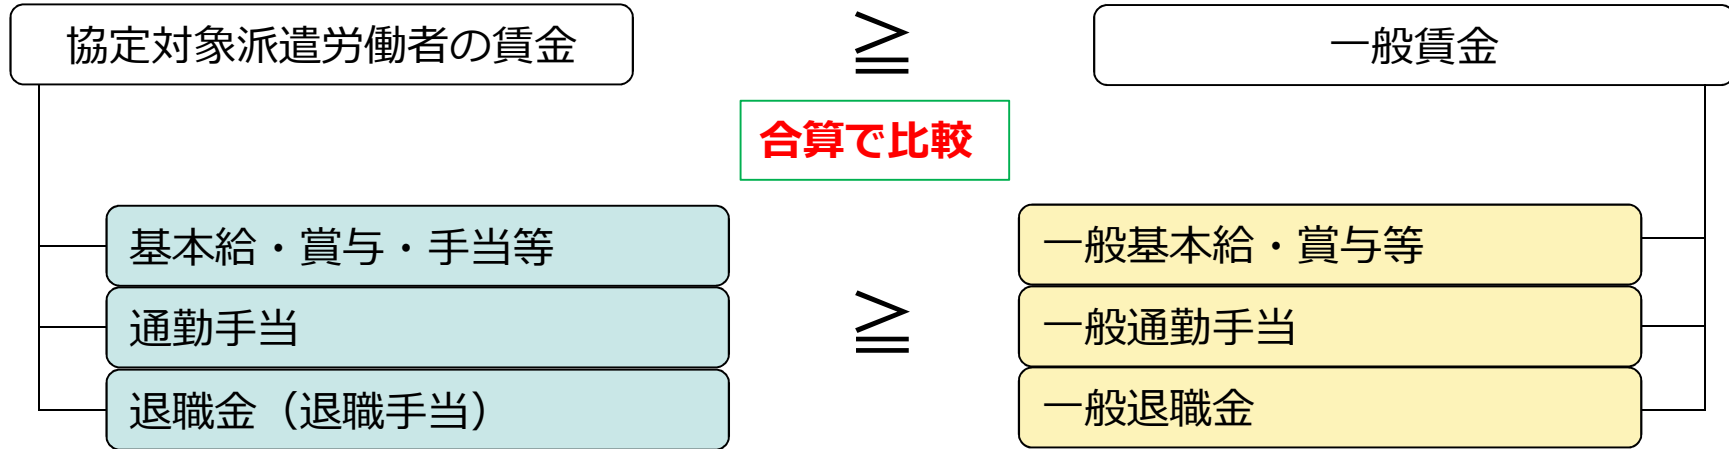 協定対象派遣労働者の賃金
≧
一般賃金
合算で比較
基本給・賞与・手当等
一般基本給・賞与等
通勤手当
≧
一般通勤手当
退職金（退職手当）
一般退職金